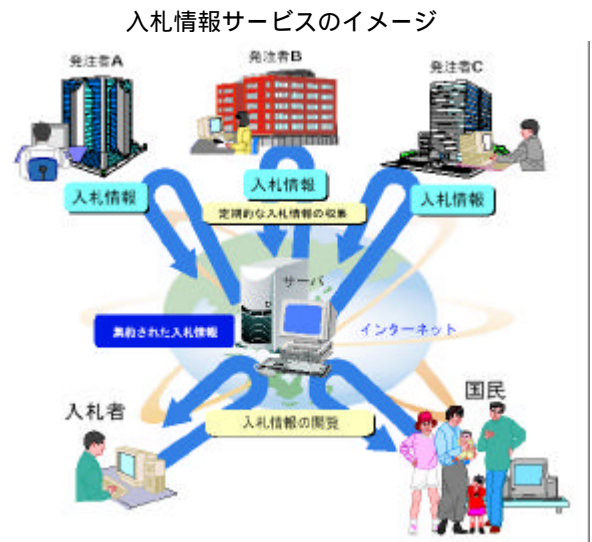 入札情報サービスのイメージ
発注者A
発注者B
発注者C
入札情報
入札情報
入札情報
定期的な入札情報の収集
サーバ
集約された入札情報
インターネット
国民
入札者
入札情報の閲覧